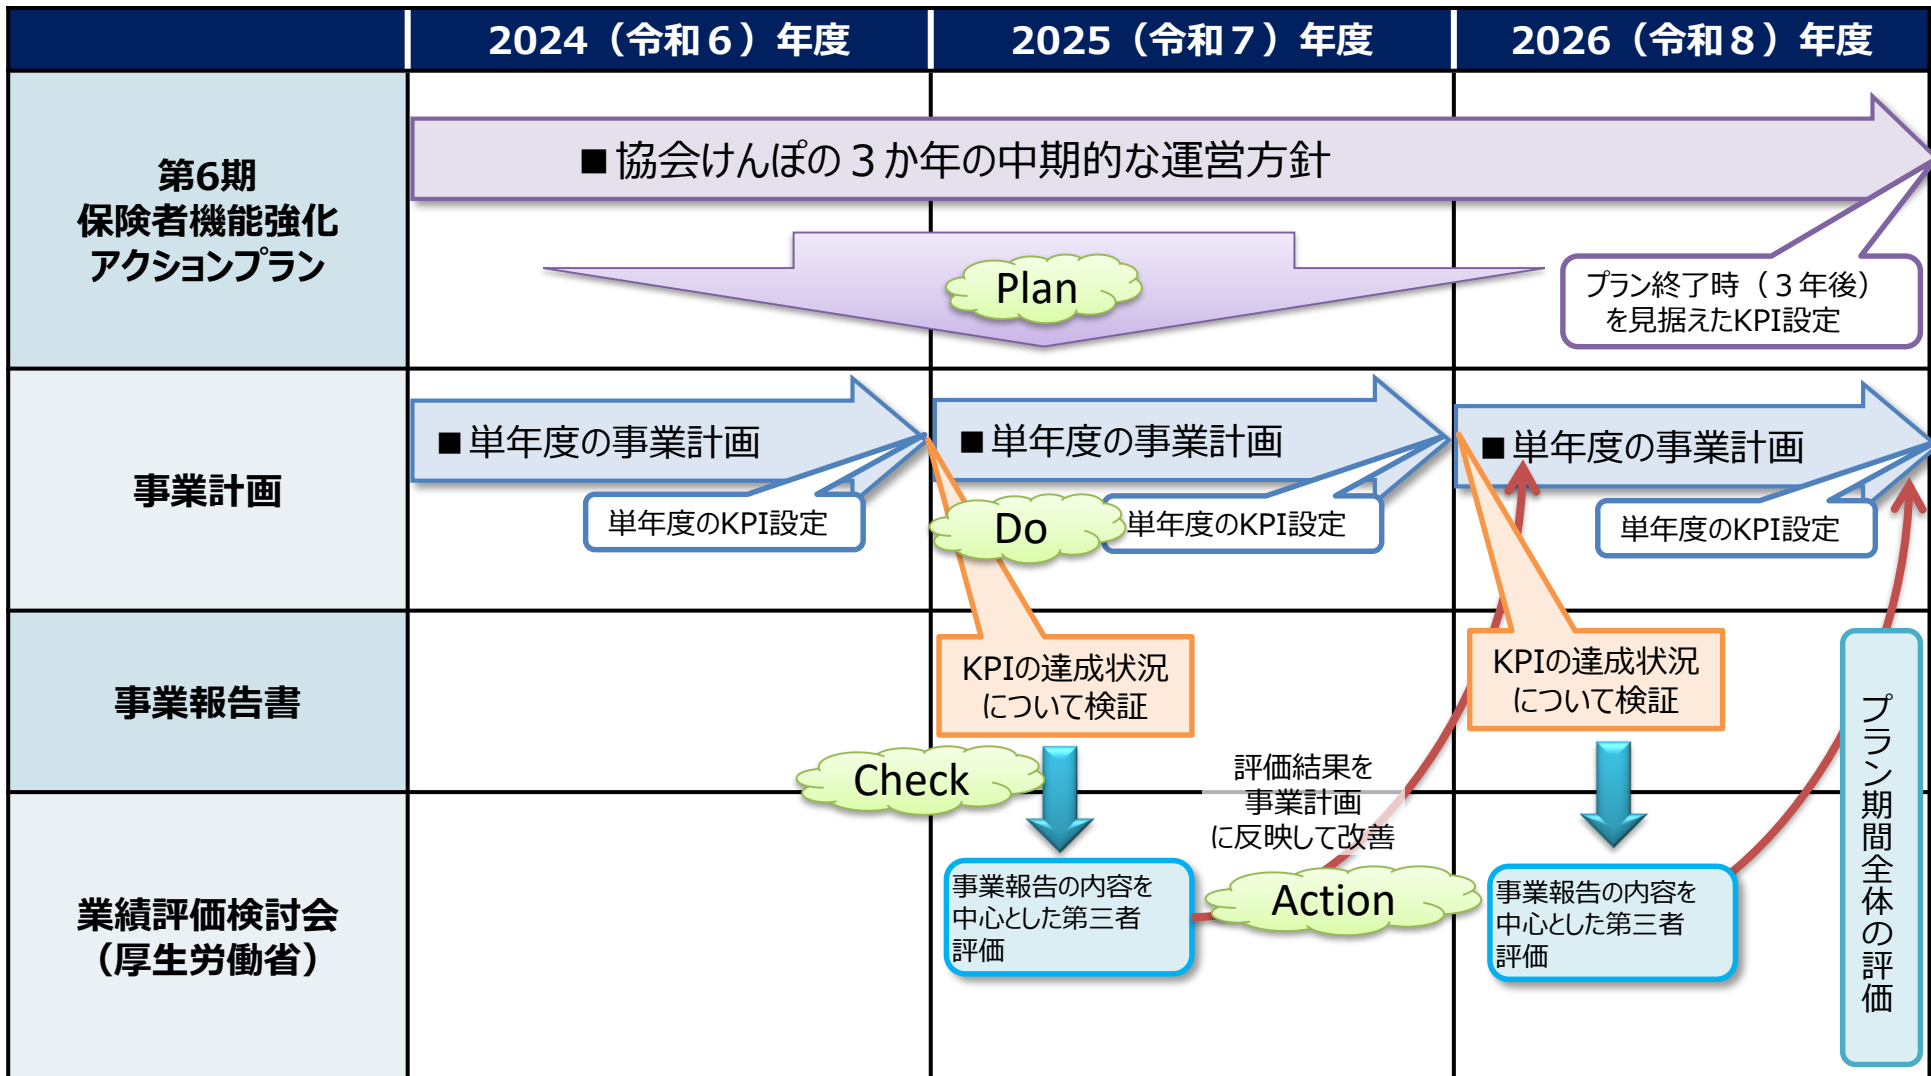 2024（令和６）年度
2025（令和７）年度
2026（令和８）年度
第6期
保険者機能強化
アクションプラン
■協会けんぽの３か年の中期的な運営方針
Plan
プラン終了時（３年後）
を見据えたKPI設定
事業計画
■単年度の事業計画
単年度のKPI設定
■単年度の事業計画
Do
単年度のKPI設定
■単年度の事業計画
単年度のKPI設定
事業報告書
KPIの達成状況
について検証
KPIの達成状況
について検証
Check
評価結果を
事業計画
に反映して改善
プラン期間全体の評価
業績評価検討会
（厚生労働省）
事業報告の内容を
中心とした第三者
評価
Action
事業報告の内容を
中心とした第三者
評価